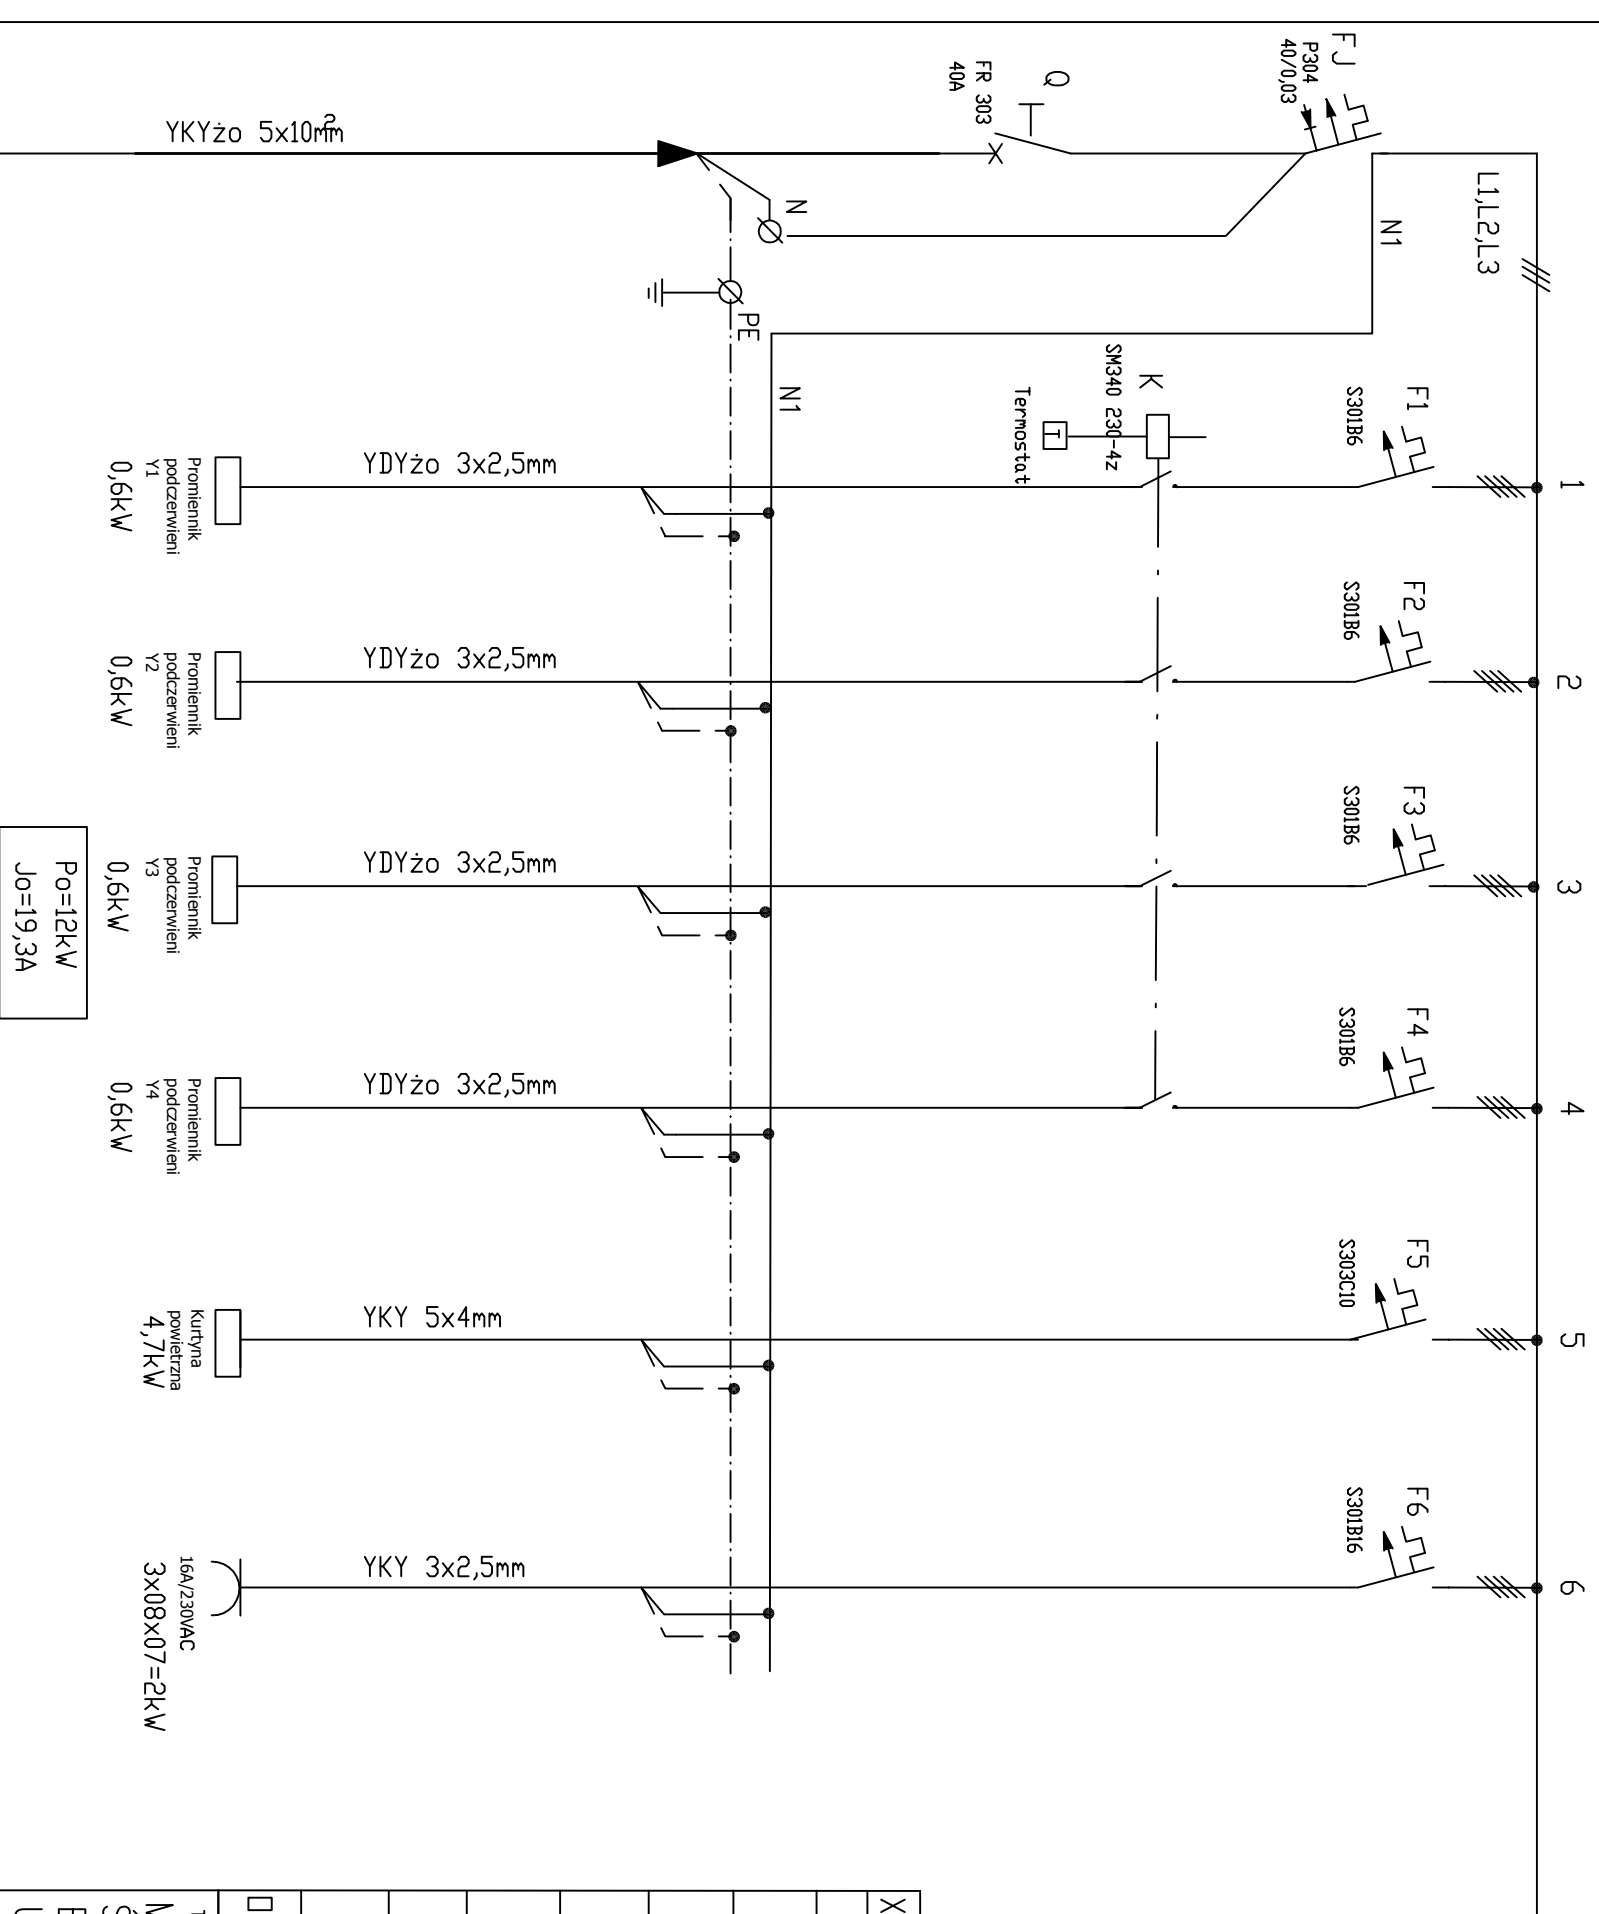 1
2
3
4
5
6
L1,L2,L3
N1
FJ
P304
40/0,03
F1
S301B6
F2
S301B6
F3
S301B6
F4
S301B6
F5
S303C10
F6
S301B16
Q
FR 303
40A
K
SM340 230-4z
Termostat
T
N
PE
N1
YKYżo 5x10mm²
YDYżo 3x2,5mm
YDYżo 3x2,5mm
YDYżo 3x2,5mm
YDYżo 3x2,5mm
YKY 5x4mm
YKY 3x2,5mm
Promiennik
podczerwieni
Y1
0,6kW
Promiennik
podczerwieni
Y2
0,6kW
Promiennik
podczerwieni
Y3
0,6kW
Promiennik
podczerwieni
Y4
0,6kW
Kurtyna
powietrzna
4,7kW
16A/230VAC
3x08x07=2kW
Po=12kW
Jo=19,3A
X